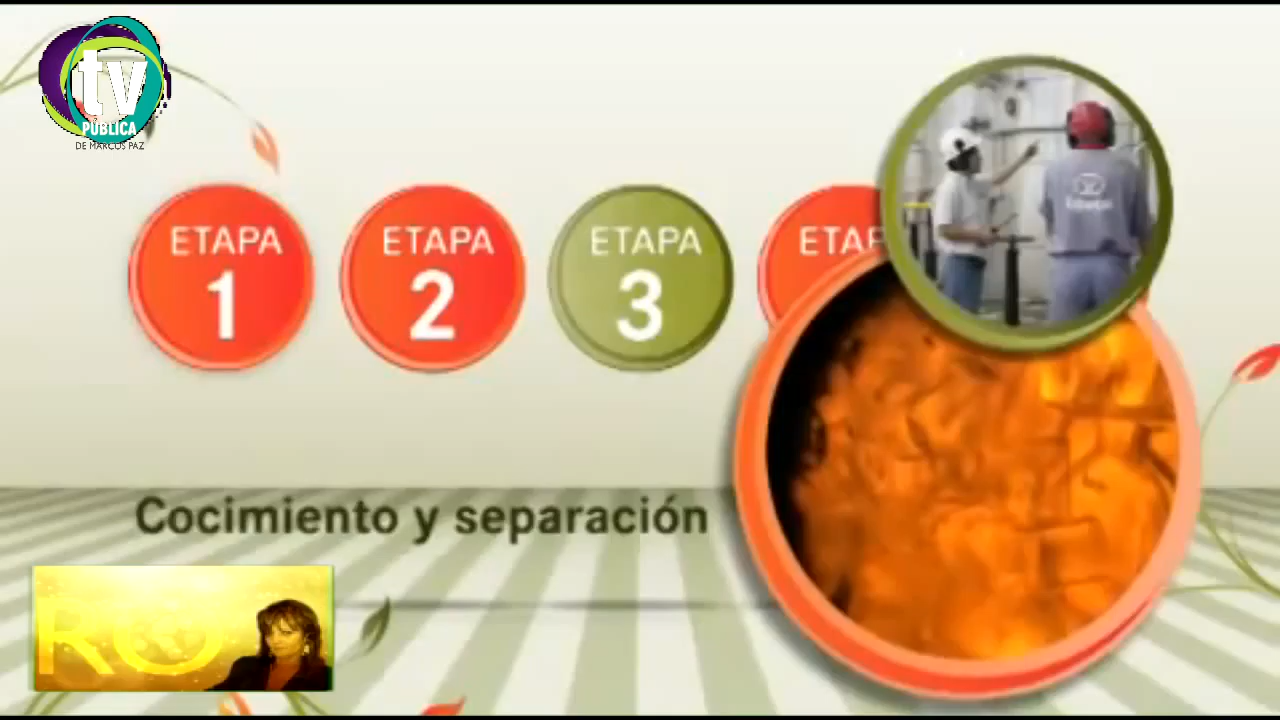 tv
PÚBLICA
DE MARCOS PAZ
ETAPA
1
ETAPA
2
ETAPA
3
Cocimiento y separación